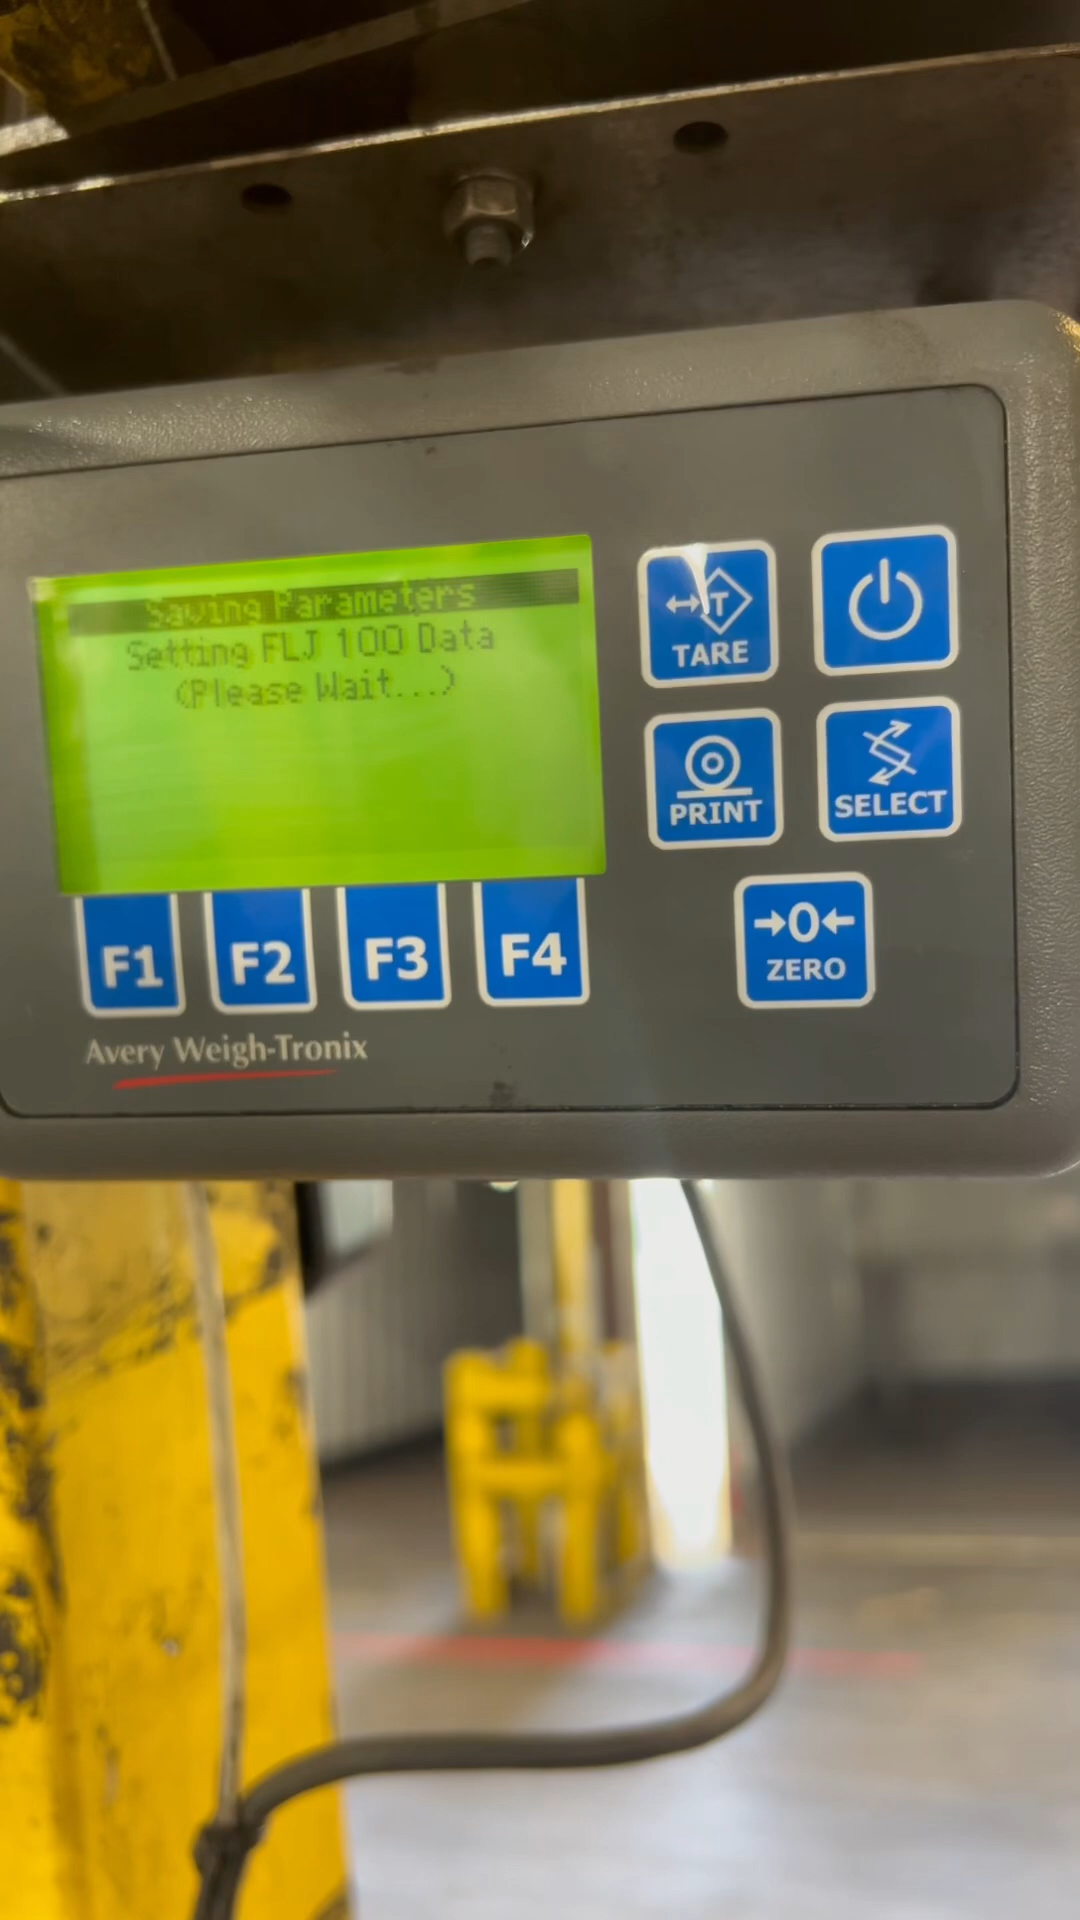 Saving Parameters
Setting FLJ 100 Data
(Please Wait...)
T
TARE
PRINT
SELECT
→0←
ZERO
F1
F2
F3
F4
Avery Weigh-Tronix